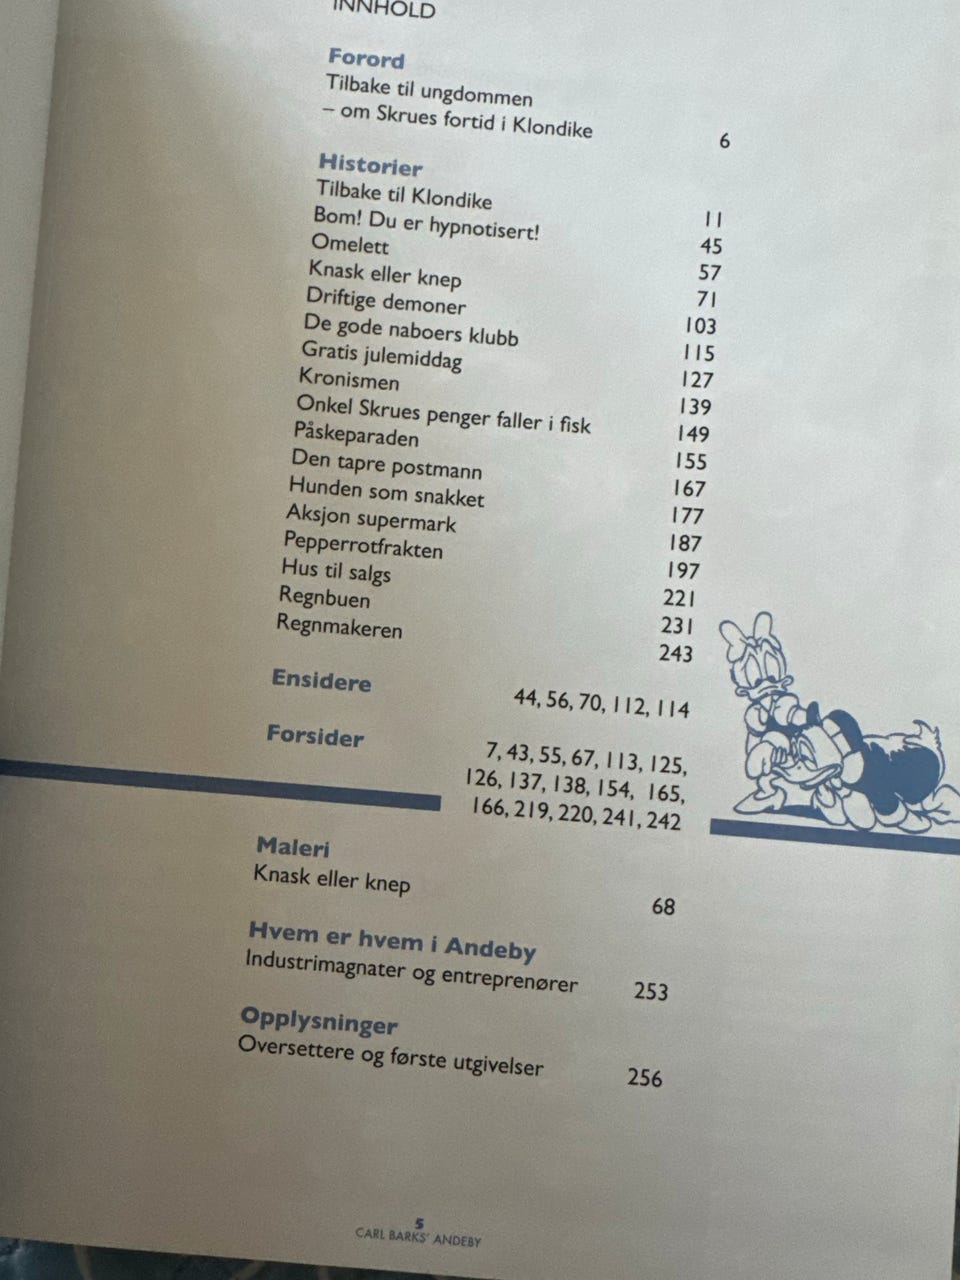 INNHOLD
Forord
Tilbake til ungdommen
– om Skrues fortid i Klondike 6
Historier
Tilbake til Klondike 11
Bom! Du er hypnotisert! 45
Omelett 57
Knask eller knep 71
Driftige demoner 103
De gode naboers klubb 115
Gratis julemiddag 127
Kronismen 139
Onkel Skrues penger faller i fisk 149
Påskeparaden 155
Den tapre postmann 167
Hunden som snakket 177
Aksjon supermark 187
Pepperrotfrakten 197
Hus til salgs 221
Regnbuen 231
Regnmakeren 243
Ensidere 44, 56, 70, 112, 114
Forsider 7, 43, 55, 67, 113, 125,
126, 137, 138, 154, 165,
166, 219, 220, 241, 242
Maleri
Knask eller knep 68
Hvem er hvem i Andeby
Industrimagnater og entreprenører 253
Opplysninger
Oversettere og første utgivelser 256
5
CARL BARKS' ANDEBY